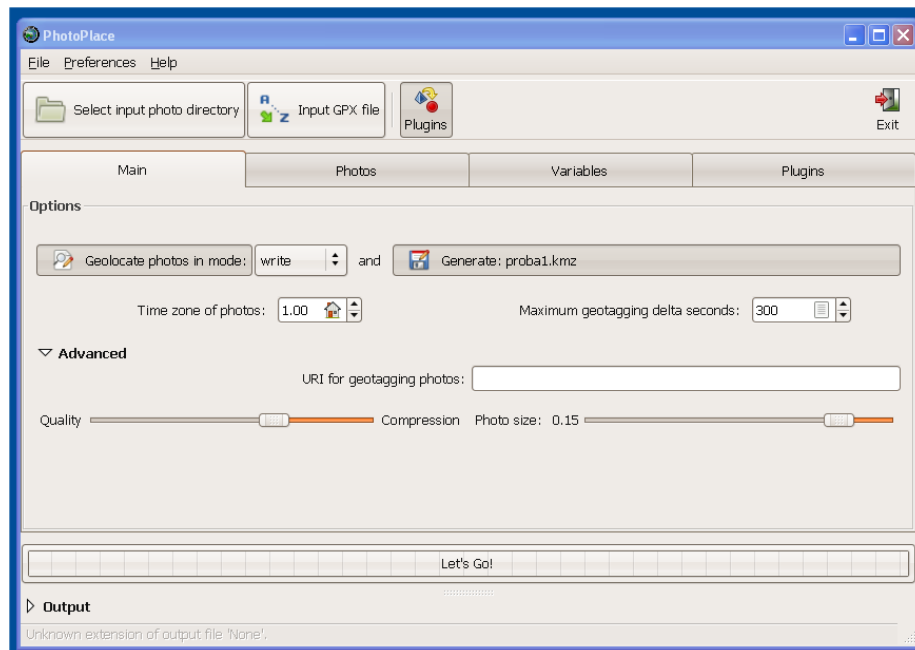 PhotoPlace
File Preferences Help
Select input photo directory
A Z Input GPX file
Plugins
Exit
Main Photos Variables Plugins
Options
Geolocate photos in mode: write and Generate: proba1.kmz
Time zone of photos: 1.00 Maximum geotagging delta seconds: 300
Advanced
URI for geotagging photos:
Quality Compression Photo size: 0.15
Let's Go!
Output
Unknown extension of output file 'None'.